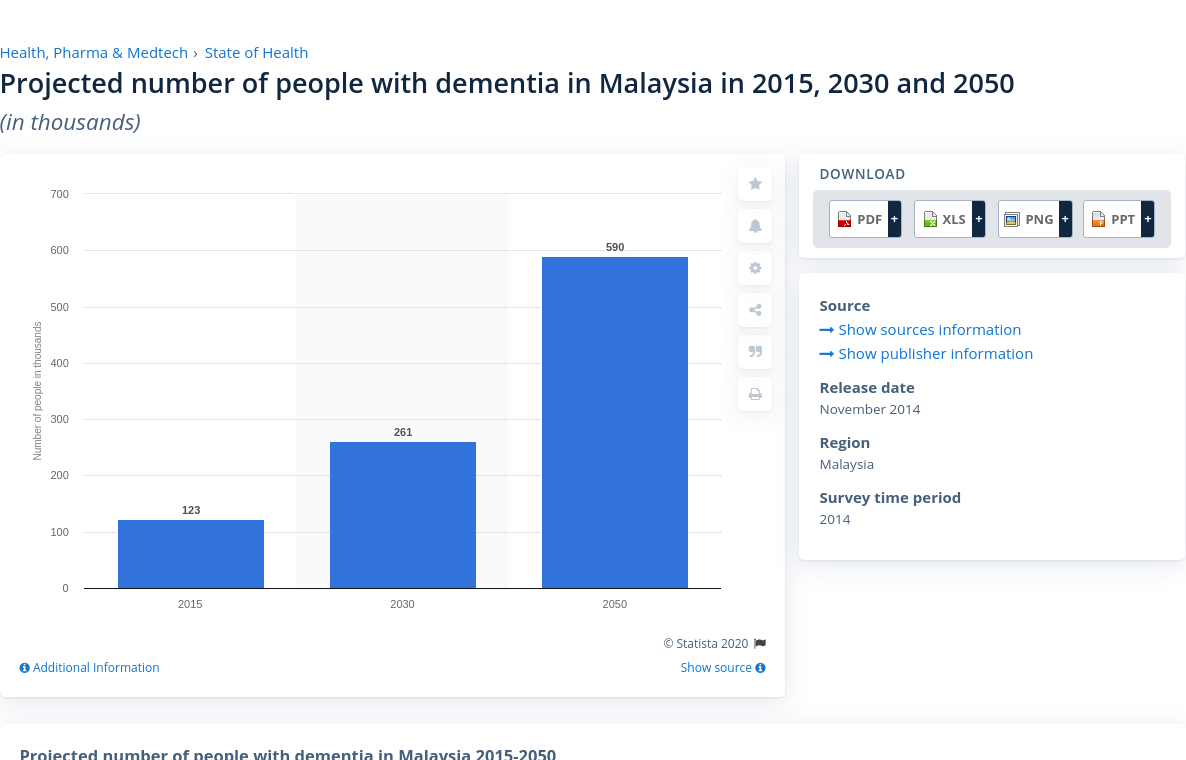 Health, Pharma & Medtech › State of Health
Projected number of people with dementia in Malaysia in 2015, 2030 and 2050
(in thousands)
700
600
500
400
300
200
100
0
Number of people in thousands
123
261
590
2015
2030
2050
© Statista 2020
Additional Information
Show source
DOWNLOAD
PDF +
XLS +
PNG +
PPT +
Source
Show sources information
Show publisher information
Release date
November 2014
Region
Malaysia
Survey time period
2014
Projected number of people with dementia in Malaysia 2015-2050